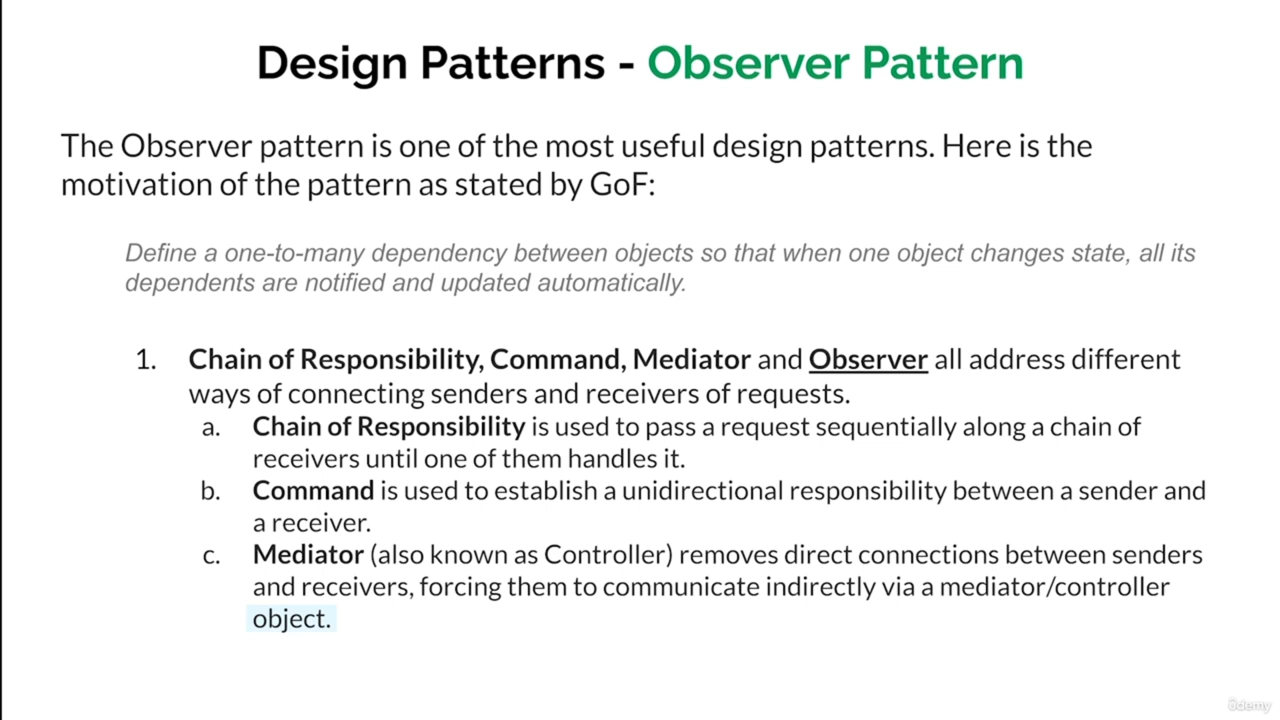 Design Patterns - Observer Pattern
The Observer pattern is one of the most useful design patterns. Here is the
motivation of the pattern as stated by GoF:
Define a one-to-many dependency between objects so that when one object changes state, all its
dependents are notified and updated automatically.
1. Chain of Responsibility, Command, Mediator and Observer all address different
ways of connecting senders and receivers of requests.
a. Chain of Responsibility is used to pass a request sequentially along a chain of
receivers until one of them handles it.
b. Command is used to establish a unidirectional responsibility between a sender and
a receiver.
c. Mediator (also known as Controller) removes direct connections between senders
and receivers, forcing them to communicate indirectly via a mediator/controller
object.
ûdemy